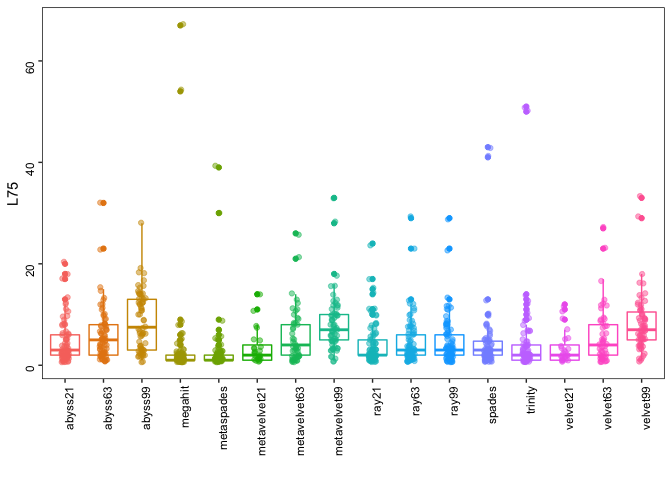 L75
60
40
20
0
abyss21
abyss63
abyss99
megahit
metaspades
metavelvet21
metavelvet63
metavelvet99
ray21
ray63
ray99
spades
trinity
velvet21
velvet63
velvet99